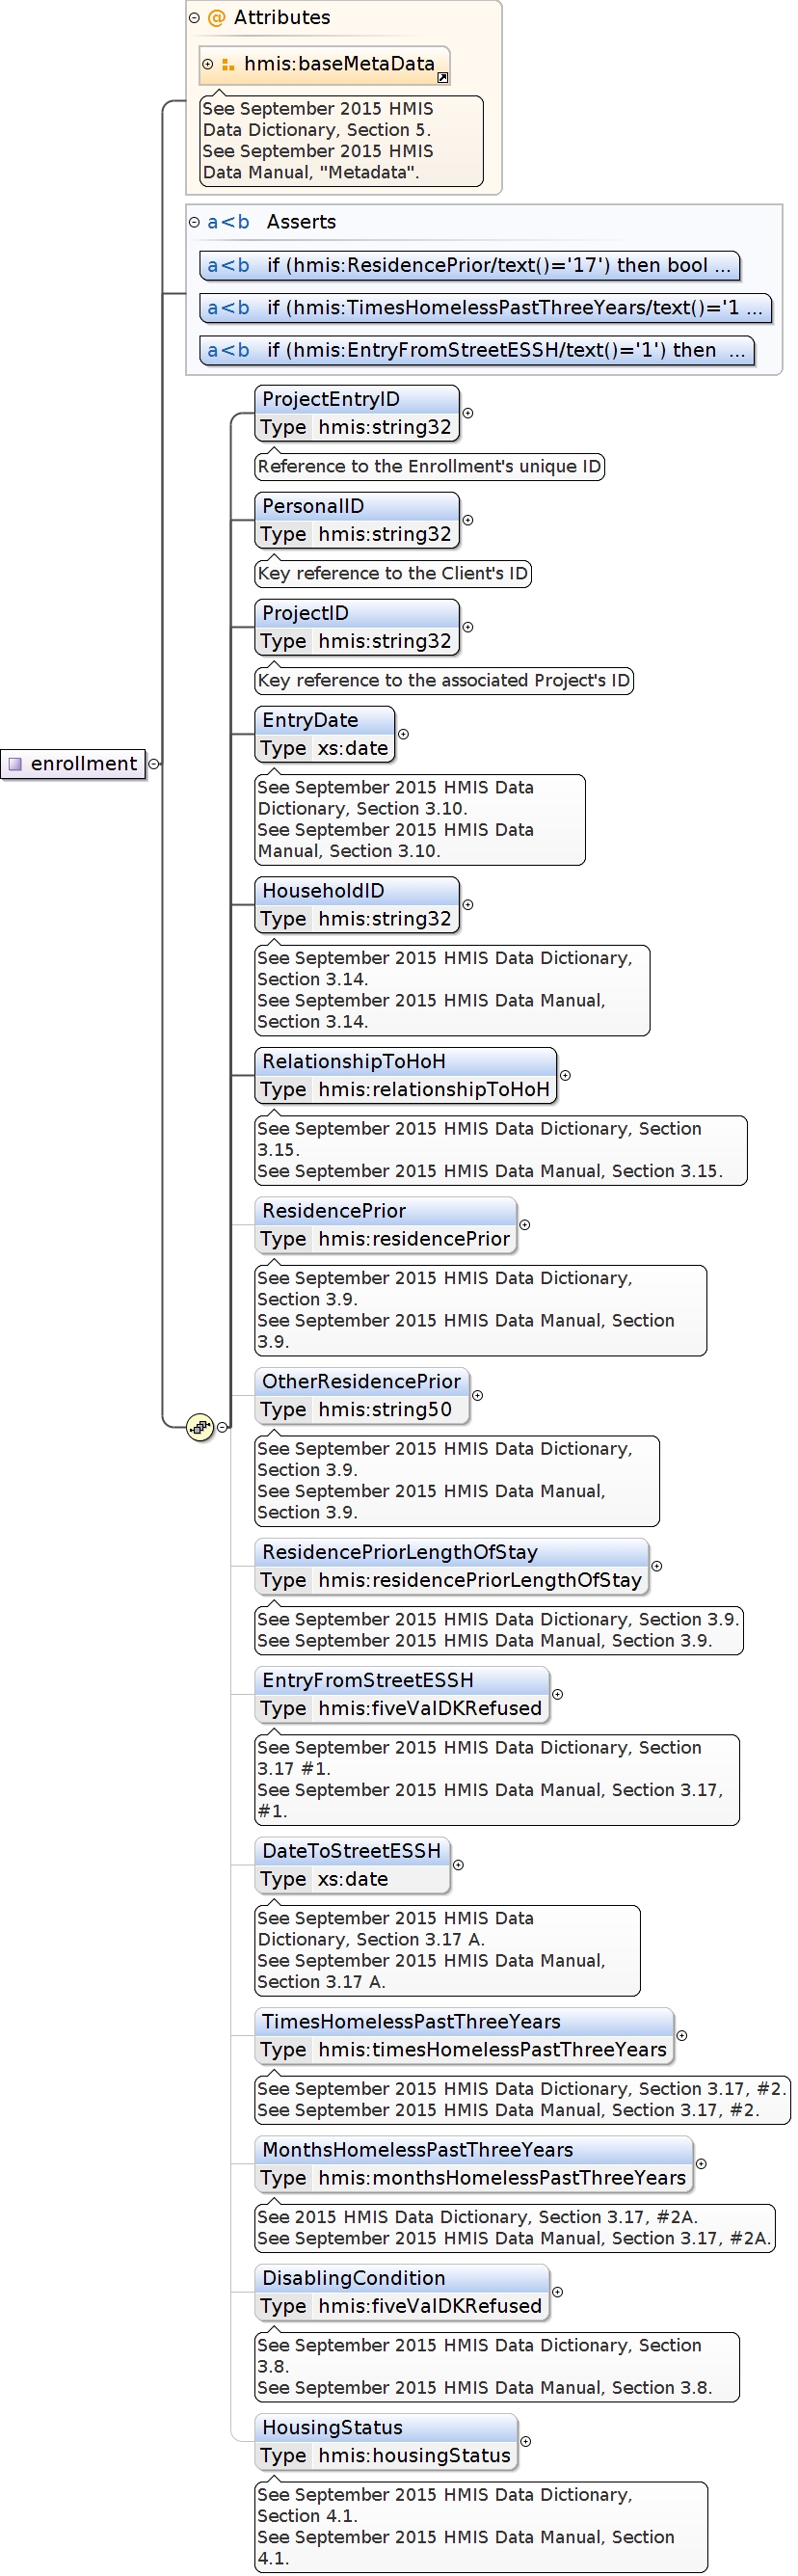 @ Attributes
hmis:baseMetaData
See September 2015 HMIS
Data Dictionary, Section 5.
See September 2015 HMIS
Data Manual, "Metadata".
a<b Asserts
a<b if (hmis:ResidencePrior/text()='17') then bool ...
a<b if (hmis:TimesHomelessPastThreeYears/text()='1 ...
a<b if (hmis:EntryFromStreetESSH/text()='1') then ...
ProjectEntryID
Type hmis:string32
Reference to the Enrollment's unique ID
PersonalID
Type hmis:string32
Key reference to the Client's ID
ProjectID
Type hmis:string32
Key reference to the associated Project's ID
EntryDate
Type xs:date
enrollment
See September 2015 HMIS Data
Dictionary, Section 3.10.
See September 2015 HMIS Data
Manual, Section 3.10.
HouseholdID
Type hmis:string32
See September 2015 HMIS Data Dictionary,
Section 3.14.
See September 2015 HMIS Data Manual,
Section 3.14.
RelationshipToHoH
Type hmis:relationshipToHoH
See September 2015 HMIS Data Dictionary, Section
3.15.
See September 2015 HMIS Data Manual, Section 3.15.
ResidencePrior
Type hmis:residencePrior
See September 2015 HMIS Data Dictionary,
Section 3.9.
See September 2015 HMIS Data Manual, Section
3.9.
OtherResidencePrior
Type hmis:string50
See September 2015 HMIS Data Dictionary,
Section 3.9.
See September 2015 HMIS Data Manual,
Section 3.9.
ResidencePriorLengthOfStay
Type hmis:residencePriorLengthOfStay
See September 2015 HMIS Data Dictionary, Section 3.9.
See September 2015 HMIS Data Manual, Section 3.9.
EntryFromStreetESSH
Type hmis:fiveValDKRefused
See September 2015 HMIS Data Dictionary, Section
3.17 #1.
See September 2015 HMIS Data Manual, Section 3.17,
#1.
DateToStreetESSH
Type xs:date
See September 2015 HMIS Data
Dictionary, Section 3.17 A.
See September 2015 HMIS Data Manual,
Section 3.17 A.
TimesHomelessPastThreeYears
Type hmis:timesHomelessPastThreeYears
See September 2015 HMIS Data Dictionary, Section 3.17, #2.
See September 2015 HMIS Data Manual, Section 3.17, #2.
MonthsHomelessPastThreeYears
Type hmis:monthsHomelessPastThreeYears
See 2015 HMIS Data Dictionary, Section 3.17, #2A.
See September 2015 HMIS Data Manual, Section 3.17, #2A.
DisablingCondition
Type hmis:fiveValDKRefused
See September 2015 HMIS Data Dictionary, Section
3.8.
See September 2015 HMIS Data Manual, Section 3.8.
HousingStatus
Type hmis:housingStatus
See September 2015 HMIS Data Dictionary,
Section 4.1.
See September 2015 HMIS Data Manual, Section
4.1.